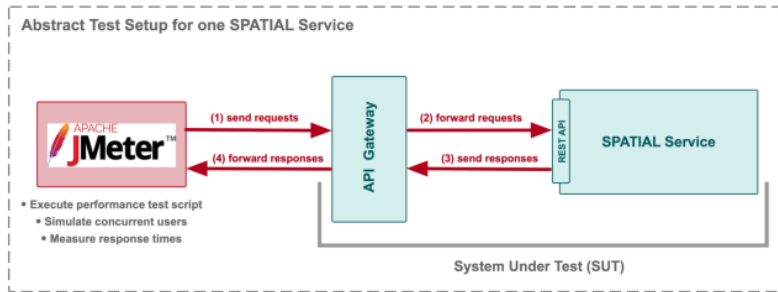 Abstract Test Setup for one SPATIAL Service
APACHE
JMeter™
(1) send requests
(4) forward responses
API Gateway
(2) forward requests
(3) send responses
REST API
SPATIAL Service
• Execute performance test script
• Simulate concurrent users
• Measure response times
System Under Test (SUT)